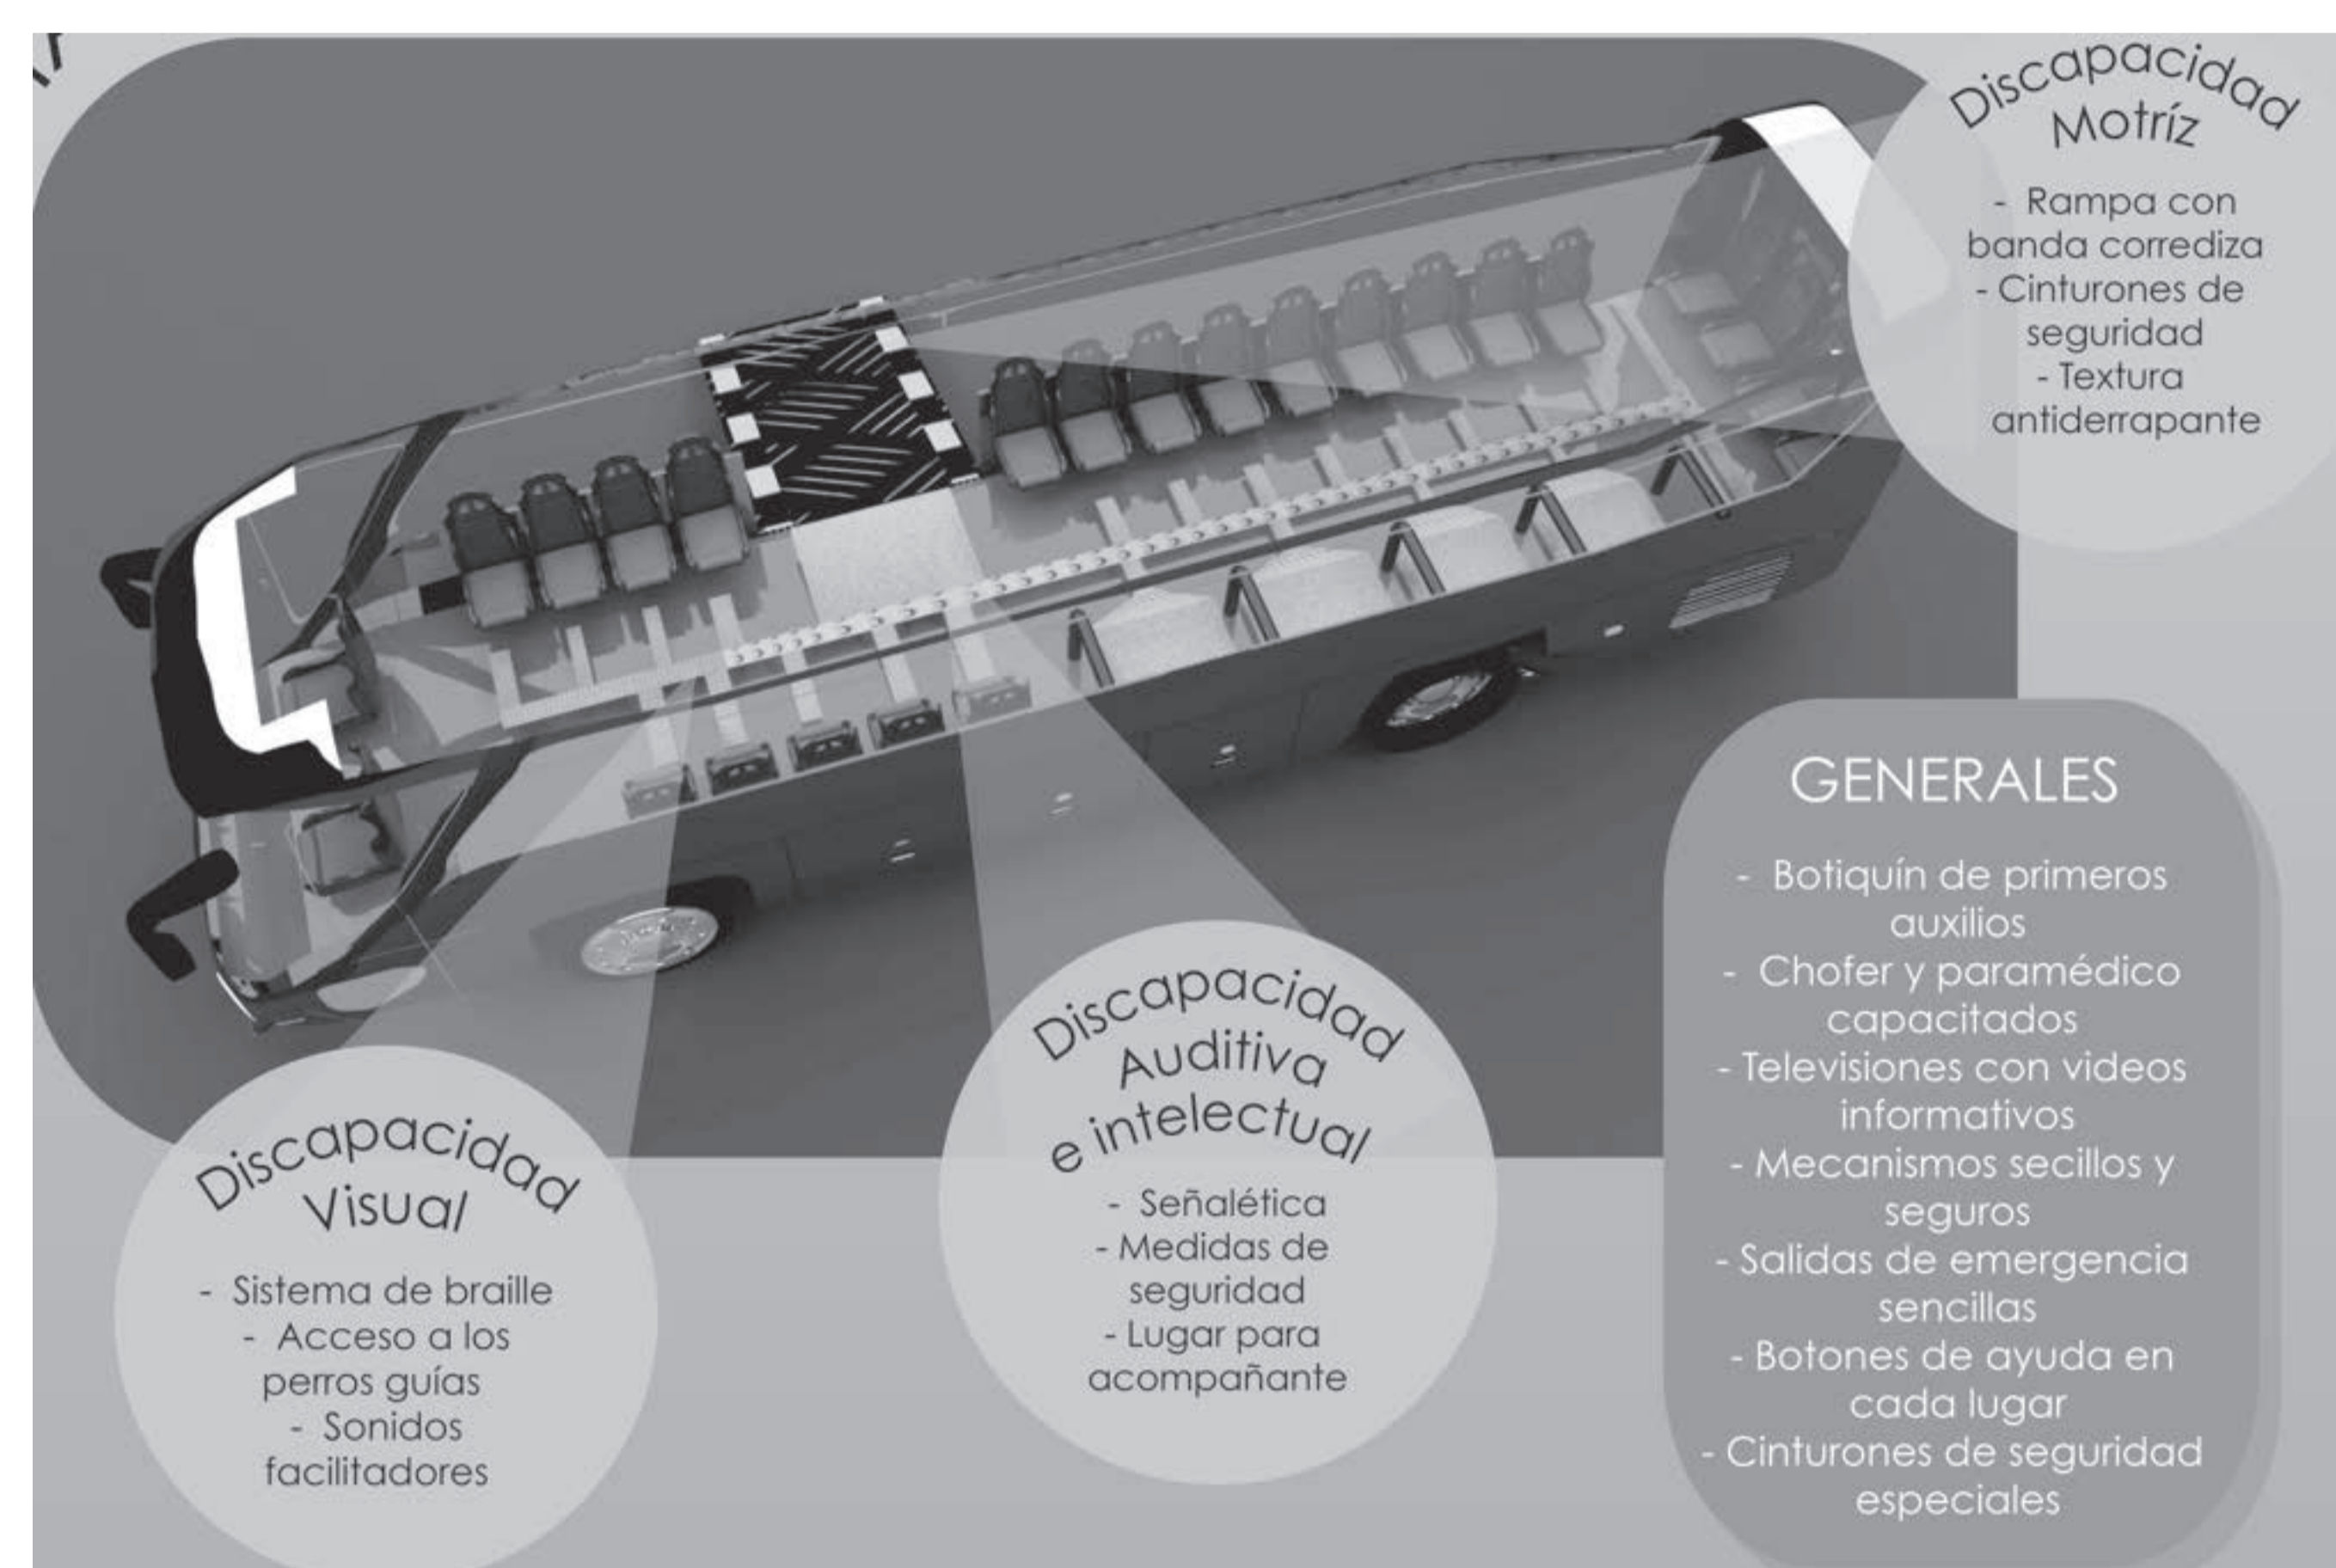 Discapacidad
Motríz
- Rampa con
banda corrediza
- Cinturones de
seguridad
- Textura
antiderrapante
GENERALES
- Botiquín de primeros
auxilios
- Chofer y paramédico
capacitados
- Televisiones con videos
informativos
- Mecanismos secillos y
seguros
- Salidas de emergencia
sencillas
- Botones de ayuda en
cada lugar
- Cinturones de seguridad
especiales
Discapacidad
Auditiva
e intelectual
- Señalética
- Medidas de
seguridad
- Lugar para
acompañante
Discapacidad
Visual
- Sistema de braille
- Acceso a los
perros guías
- Sonidos
facilitadores